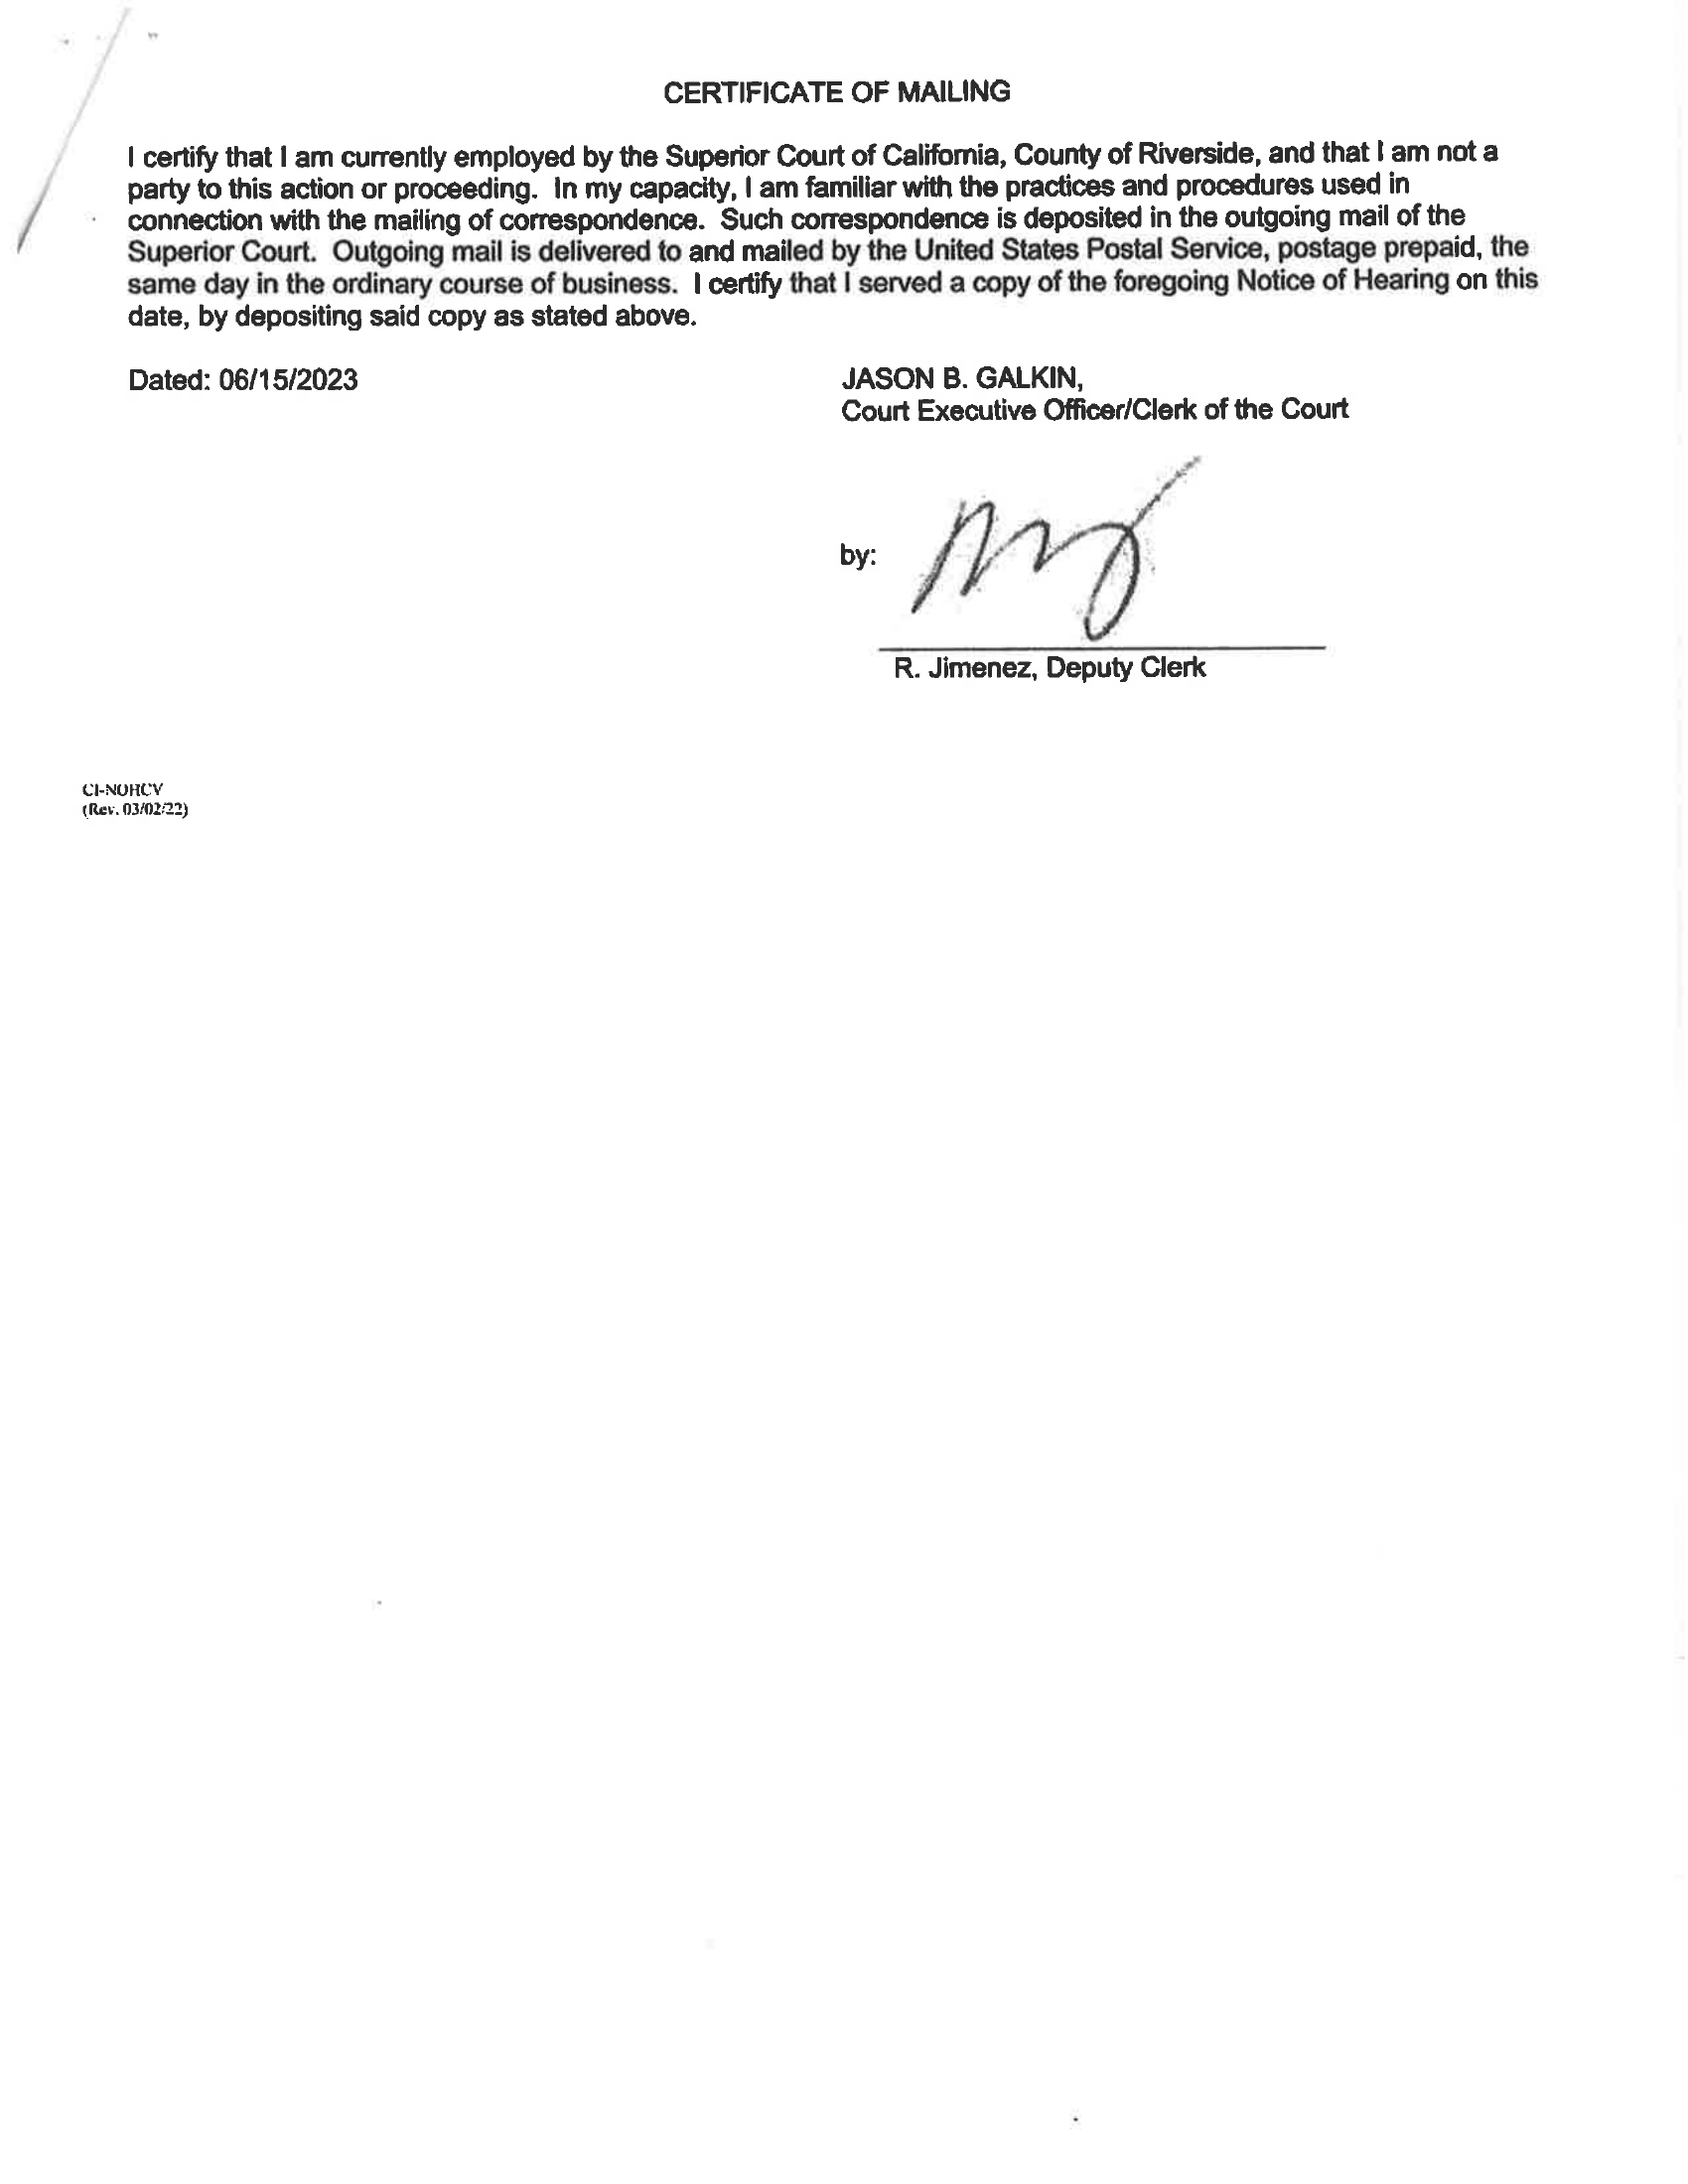 CERTIFICATE OF MAILING
I certify that I am currently employed by the Superior Court of California, County of Riverside, and that I am not a
party to this action or proceeding. In my capacity, I am familiar with the practices and procedures used in
connection with the mailing of correspondence. Such correspondence is deposited in the outgoing mail of the
Superior Court. Outgoing mail is delivered to and mailed by the United States Postal Service, postage prepaid, the
same day in the ordinary course of business. I certify that I served a copy of the foregoing Notice of Hearing on this
date, by depositing said copy as stated above.
Dated: 06/15/2023
JASON B. GALKIN,
Court Executive Officer/Clerk of the Court
by:
R. Jimenez, Deputy Clerk
CI-NOHCV
(Rev. 03/02/22)